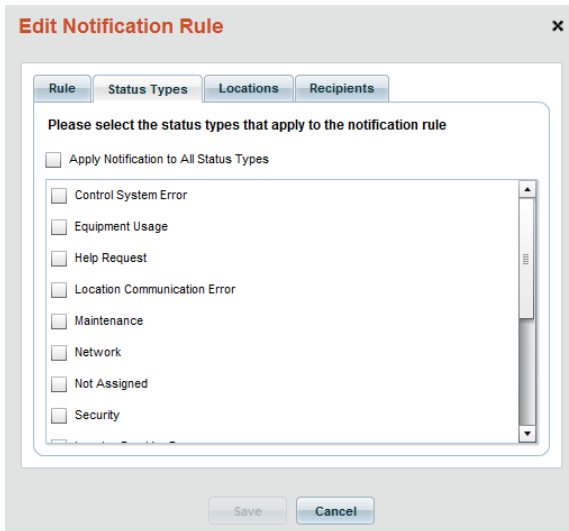 Edit Notification Rule
Rule Status Types Locations Recipients
Please select the status types that apply to the notification rule
Apply Notification to All Status Types
Control System Error
Equipment Usage
Help Request
Location Communication Error
Maintenance
Network
Not Assigned
Security
Save Cancel